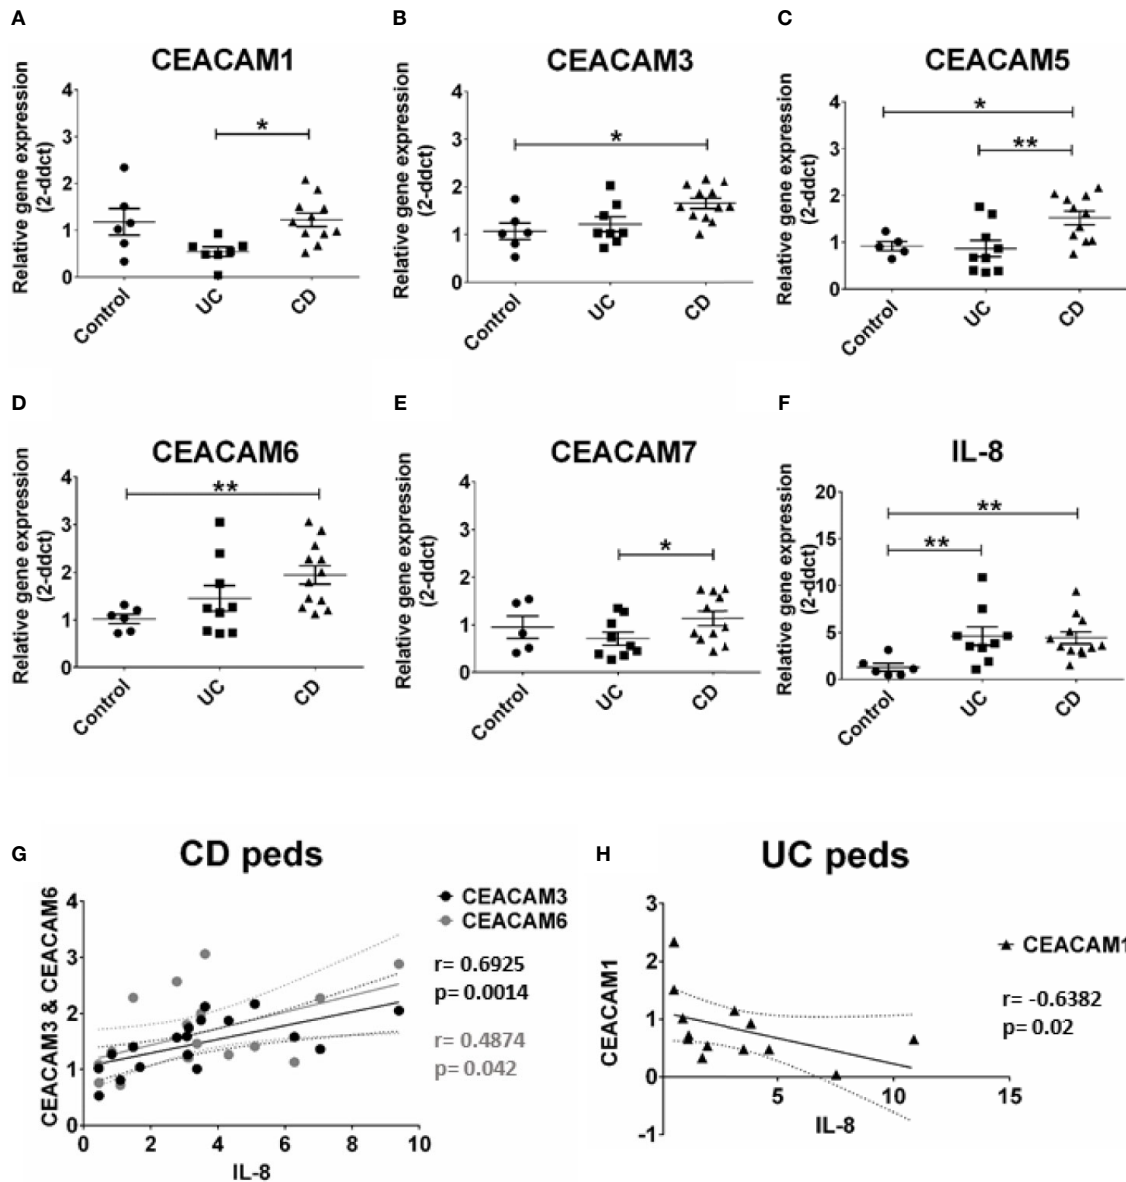 A
CEACAM1
Relative gene expression
(2-ddct)
4
3
2
1
0
*
Control
UC
CD
B
CEACAM3
Relative gene expression
(2-ddct)
4
3
2
1
0
*
Control
UC
CD
C
CEACAM5
Relative gene expression
(2-ddct)
4
3
2
1
0
*
**
Control
UC
CD
D
CEACAM6
Relative gene expression
(2-ddct)
4
3
2
1
0
**
Control
UC
CD
E
CEACAM7
Relative gene expression
(2-ddct)
4
3
2
1
0
*
Control
UC
CD
F
IL-8
Relative gene expression
(2-ddct)
20
15
10
5
0
**
**
Control
UC
CD
G
CD peds
CEACAM3 & CEACAM6
4
3
2
1
0
0 2 4 6 8 10
IL-8
CEACAM3
CEACAM6
r= 0.6925
p= 0.0014
r= 0.4874
p= 0.042
H
UC peds
CEACAM1
3
2
1
0
-1
5 10 15
IL-8
CEACAM1
r= -0.6382
p= 0.02